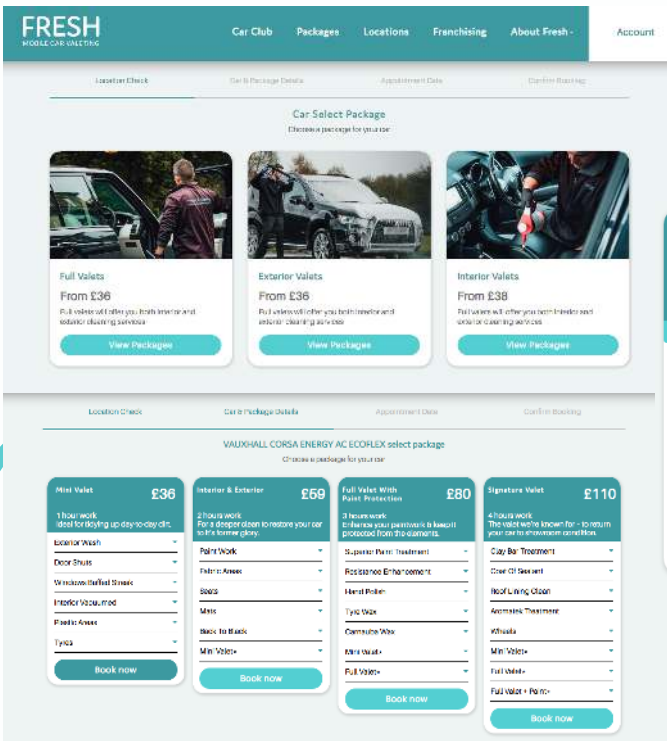 FRESH
MOBILE CAR VALETING
Car Club
Packages
Locations
Franchising
About Fresh
Account
Location Check
Car & Package Details
Appointment Date
Confirm Booking
Car Select Package
Choose a package for your car
Full Valets
From £36
Full valets will offer you both interior and
exterior cleaning services
View Packages
Exterior Valets
From £36
Full valets will offer you both interior and
exterior cleaning services
View Packages
Interior Valets
From £38
Full valets will offer you both interior and
exterior cleaning services
View Packages
Location Check
Car & Package Details
Appointment Date
Confirm Booking
VAUXHALL CORSA ENERGY AC ECOFLEX select package
Choose a package for your car
Mini Valet £36
1 hour work
Ideal for tidying up day-to-day dirt.
Exterior Wash
Door Shuts
Windows Buffed Streak
Interior Vacuumed
Plastic Areas
Tyres
Book now
Interior & Exterior £69
2 hours work
For a deeper clean to restore your car
to it's former glory.
Paint Work
Fabric Areas
Seats
Mats
Back To Black
Mini Valet+
Book now
Full Valet With
Paint Protection £80
3 hours work
Enhance your paintwork & keep it
protected from the elements.
Superior Paint Treatment
Resistance Enhancement
Hand Polish
Tyre Wax
Carnauba Wax
Mini Valet+
Full Valet+
Book now
Signature Valet £110
4 hours work
The valet we're known for - to return
your car to showroom condition.
Clay Bar Treatment
Coat Of Sealant
Roof Lining Clean
Aromatek Treatment
Wheels
Mini Valet+
Full Valet+
Full Valet + Paint+
Book now